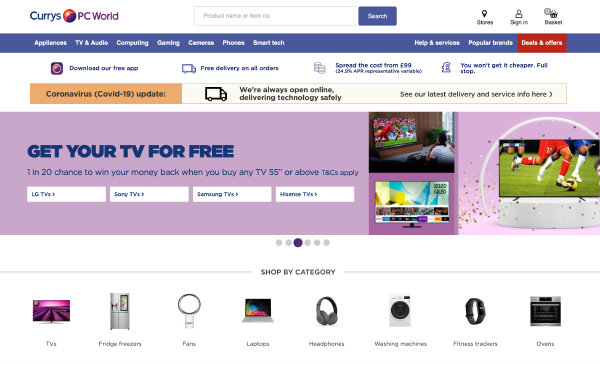 Currys PC World
Product name or item no.
Search
Stores
Sign in
0
Basket
Appliances TV & Audio Computing Gaming Cameras Phones Smart tech Help & services Popular brands Deals & offers
Download our free app
Free delivery on all orders
Spread the cost from £99
(24.9% APR representative variable)
You won't get it cheaper. Full
stop.
Coronavirus (Covid-19) update:
We're always open online,
delivering technology safely
See our latest delivery and service info here ›
GET YOUR TV FOR FREE
1 in 20 chance to win your money back when you buy any TV 55" or above T&Cs apply
LG TVs › Sony TVs › Samsung TVs › Hisense TVs ›
2020
QLED
SHOP BY CATEGORY
TVs Fridge freezers Fans Laptops Headphones Washing machines Fitness trackers Ovens